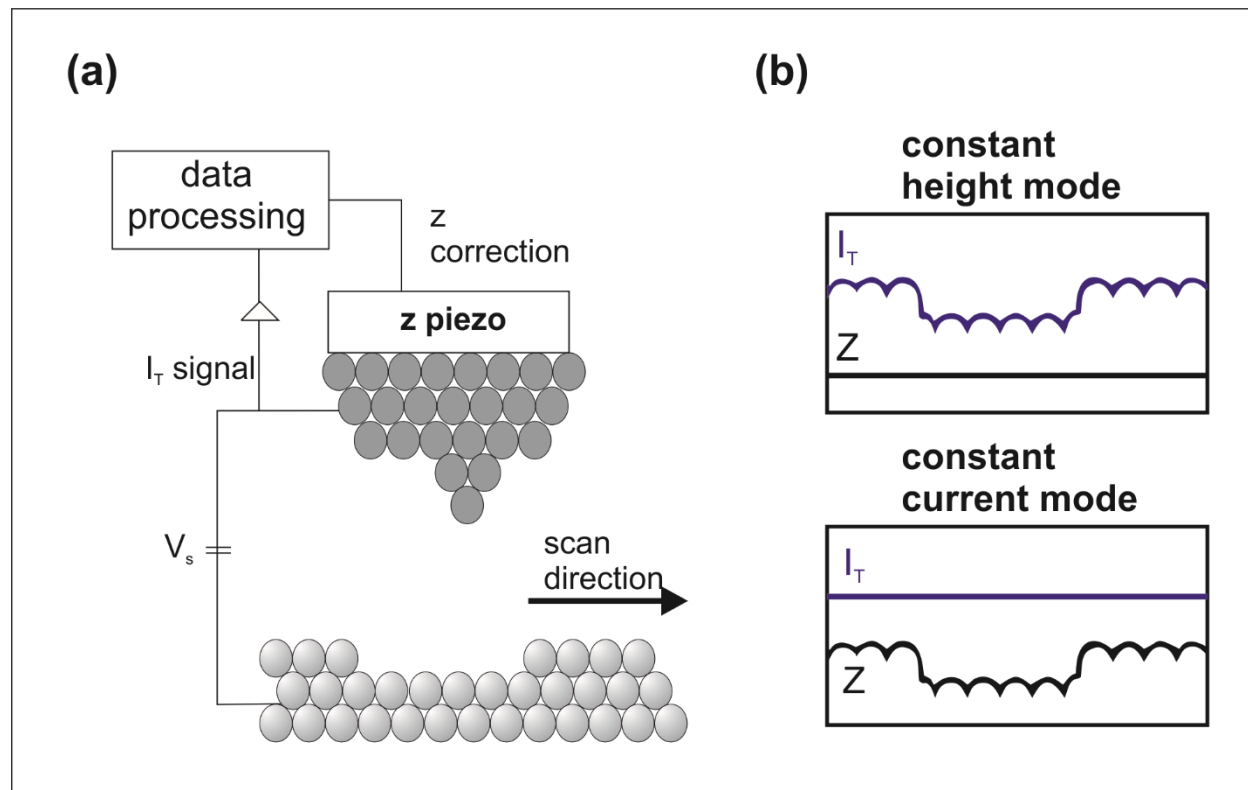 (a)
data
processing
z
correction
z piezo
I_T signal
V_s
scan
direction
(b)
constant
height mode
I_T
Z
constant
current mode
I_T
Z